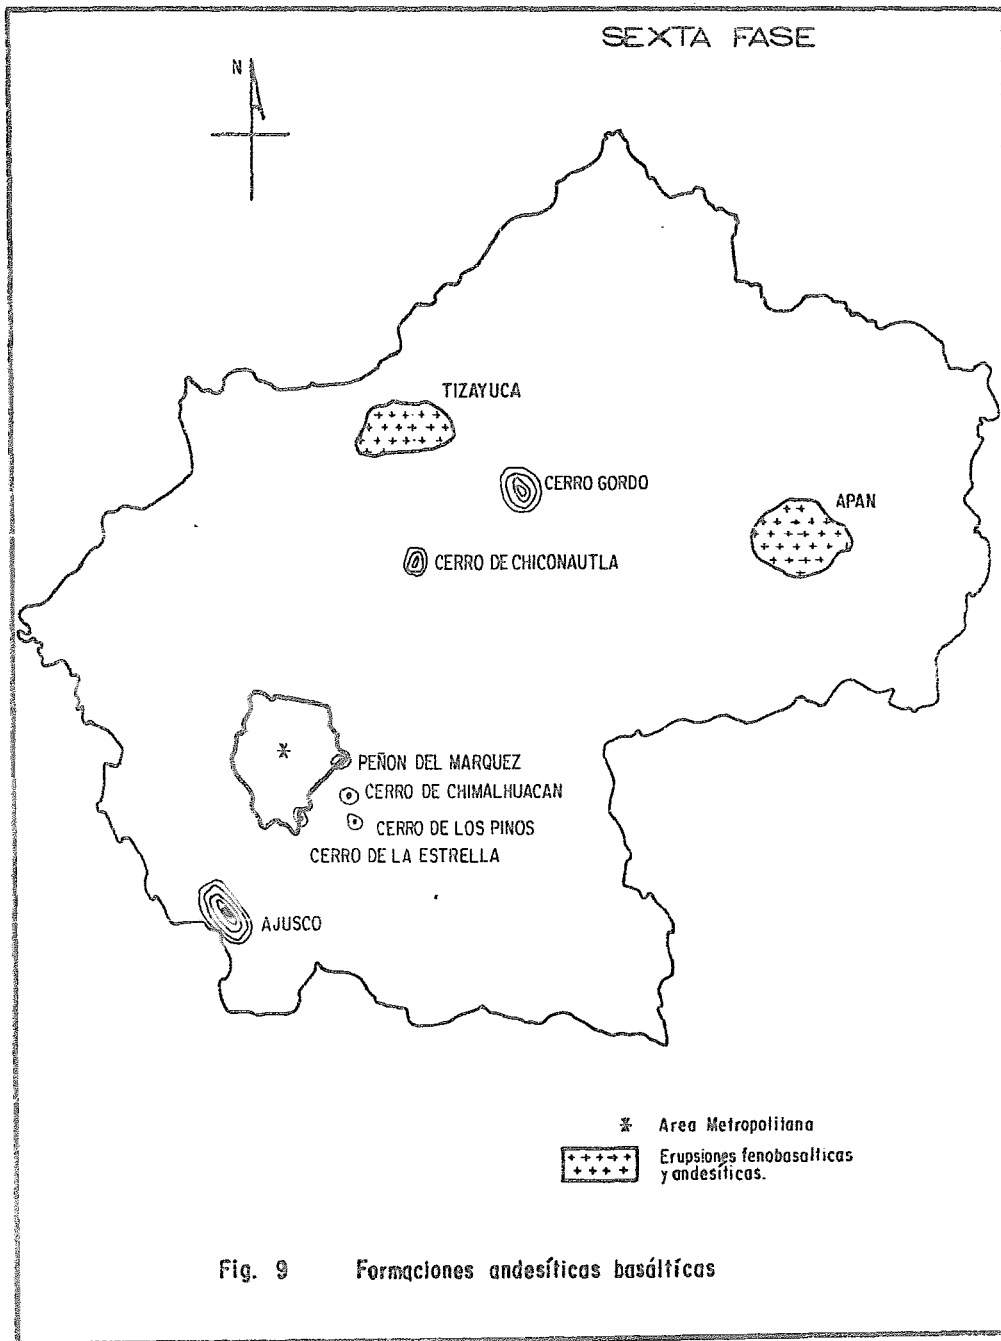 SEXTA FASE
N
TIZAYUCA
CERRO GORDO
APAN
CERRO DE CHICONAUTLA
PEÑON DEL MARQUEZ
CERRO DE CHIMALHUACAN
CERRO DE LOS PINOS
CERRO DE LA ESTRELLA
AJUSCO
Area Metropolitana
Erupsiones fenobasalticas
y andesíticas.
Fig. 9 Formaciones andesíticas basáltícas